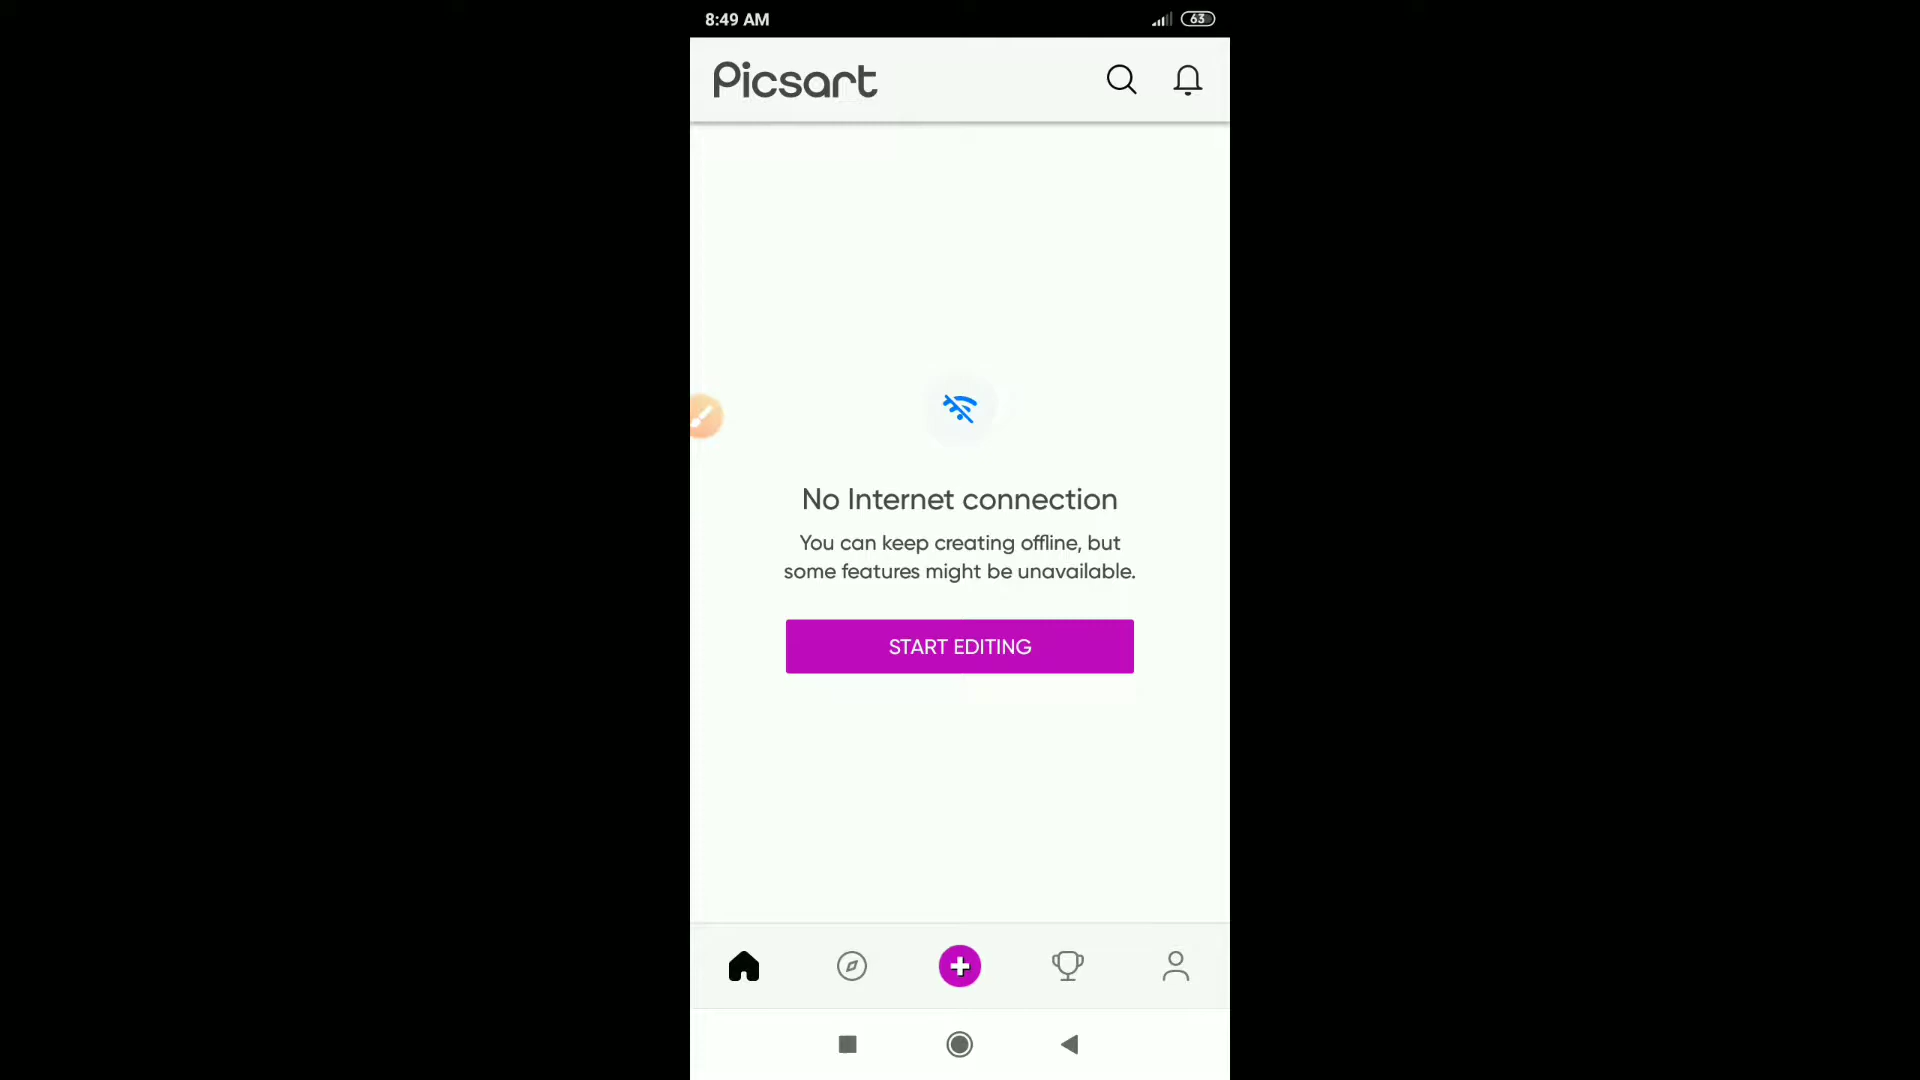 8:49 AM
63
Picsart
No Internet connection
You can keep creating offline, but
some features might be unavailable.
START EDITING